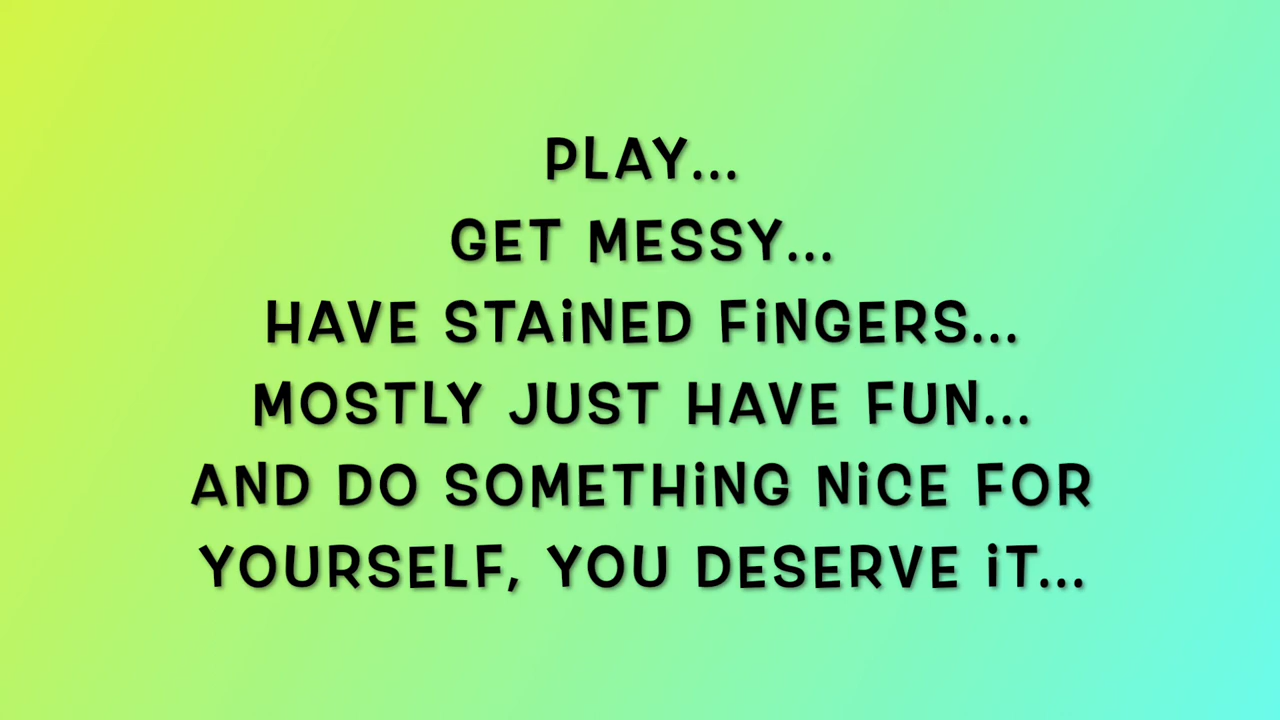 PLAY...
GET MESSY...
HAVE STAiNED FiNGERS...
MOSTLY JUST HAVE FUN...
AND DO SOMETHiNG NiCE FOR
YOURSELF, YOU DESERVE iT...